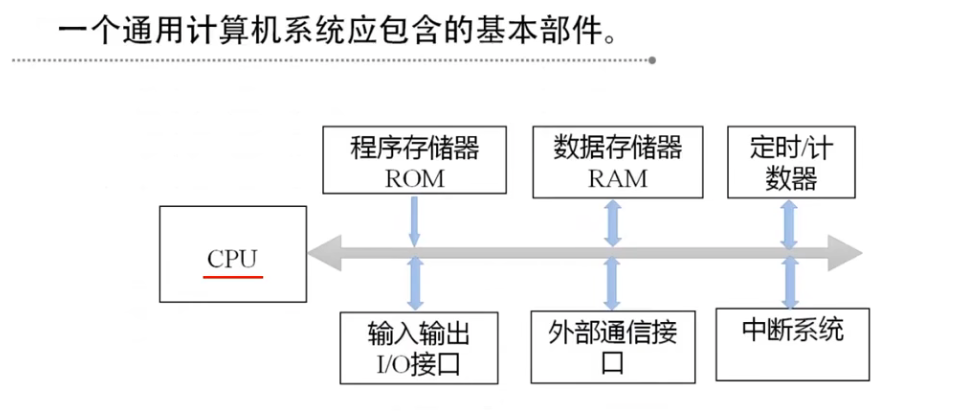 一个通用计算机系统应包含的基本部件。
程序存储器
ROM
数据存储器
RAM
定时/计
数器
CPU
输入输出
I/O接口
外部通信接
口
中断系统